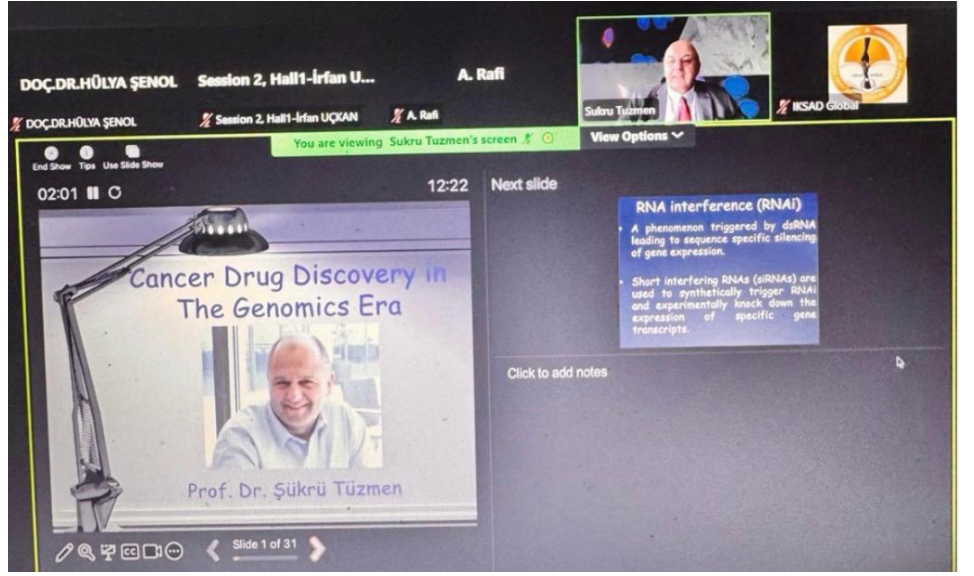 DOÇ.DR.HÜLYA ŞENOL
Session 2, Hall1-İrfan U...
A. Rafi
DOÇ.DR.HÜLYA ŞENOL
Session 2, Hall1-İrfan UÇKAN
A. Rafi
Sukru Tuzmen
IKSAD Global
You are viewing Sukru Tuzmen's screen
View Options
End Show
Tips
Use Slide Show
02:01
12:22
Cancer Drug Discovery in
The Genomics Era
Prof. Dr. Şükrü Tüzmen
CC
Slide 1 of 31
Next slide
RNA interference (RNAi)
• A phenomenon triggered by dsRNA
leading to sequence specific silencing
of gene expression.
• Short interfering RNAs (siRNAs) are
used to synthetically trigger RNAi
and experimentally knock down the
expression of specific gene
transcripts.
Click to add notes